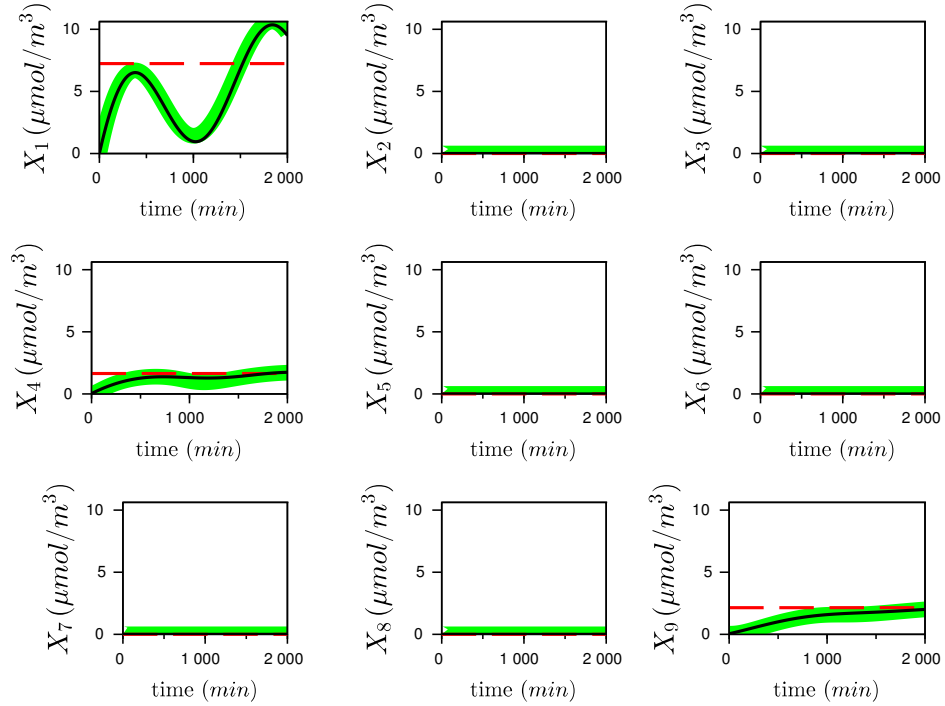 X₁ (μmol/m³)
10
5
0
0 1 000 2 000
time (min)
X₂ (μmol/m³)
10
5
0
0 1 000 2 000
time (min)
X₃ (μmol/m³)
10
5
0
0 1 000 2 000
time (min)
X₄ (μmol/m³)
10
5
0
0 1 000 2 000
time (min)
X₅ (μmol/m³)
10
5
0
0 1 000 2 000
time (min)
X₆ (μmol/m³)
10
5
0
0 1 000 2 000
time (min)
X₇ (μmol/m³)
10
5
0
0 1 000 2 000
time (min)
X₈ (μmol/m³)
10
5
0
0 1 000 2 000
time (min)
X₉ (μmol/m³)
10
5
0
0 1 000 2 000
time (min)